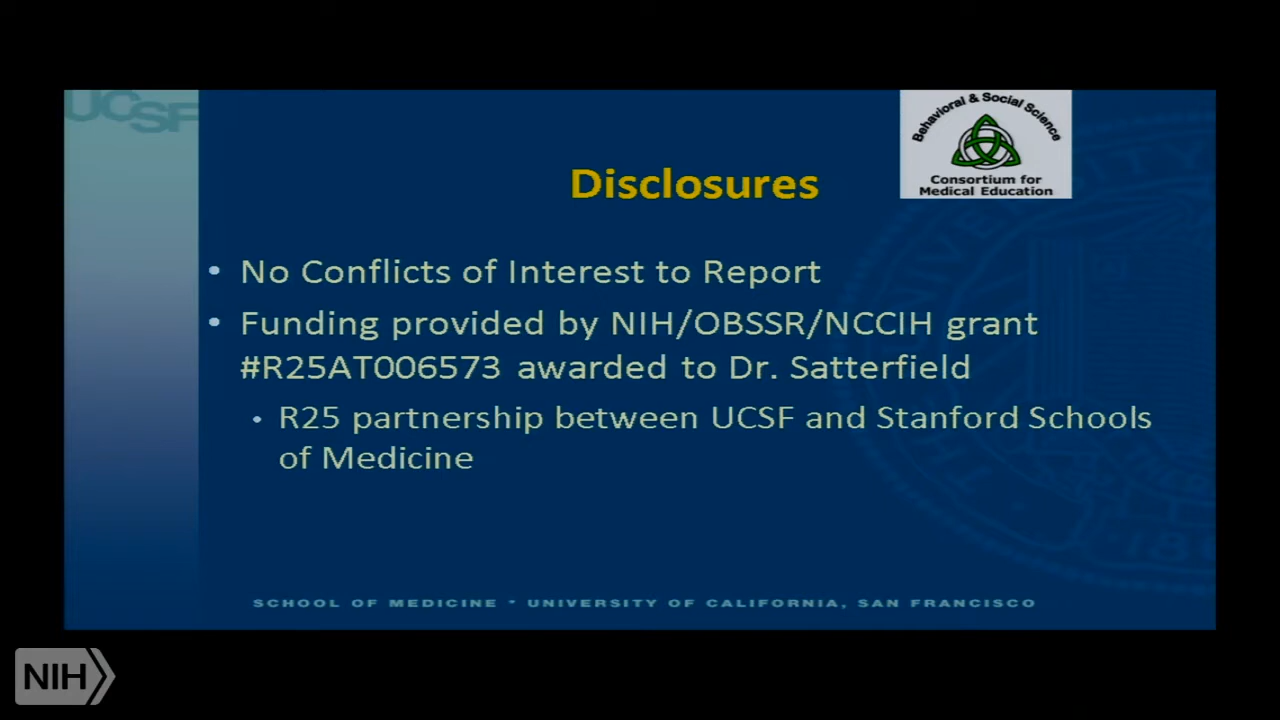 UCSF
Behavioral & Social Science
Consortium for
Medical Education
Disclosures
• No Conflicts of Interest to Report
• Funding provided by NIH/OBSSR/NCCIH grant
#R25AT006573 awarded to Dr. Satterfield
• R25 partnership between UCSF and Stanford Schools
of Medicine
SCHOOL OF MEDICINE • UNIVERSITY OF CALIFORNIA, SAN FRANCISCO
NIH